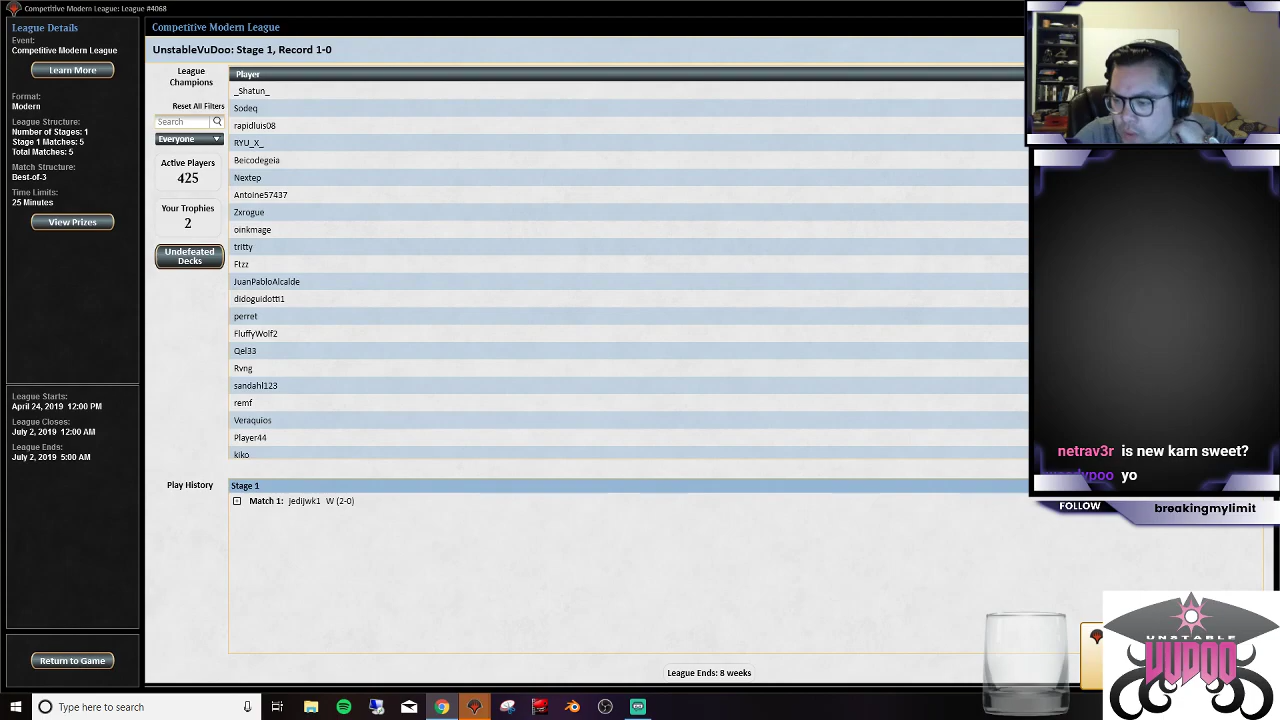 Competitive Modern League: League #4068
League Details
Event:
Competitive Modern League
Learn More
Format:
Modern
League Structure:
Number of Stages: 1
Stage 1 Matches: 5
Total Matches: 5
Match Structure:
Best-of-3
Time Limits:
25 Minutes
View Prizes
League Starts:
April 24, 2019 12:00 PM
League Closes:
July 2, 2019 12:00 AM
League Ends:
July 2, 2019 5:00 AM
Return to Game
Competitive Modern League
UnstableVuDoo: Stage 1, Record 1-0
League
Champions
Reset All Filters
Search
Everyone
Active Players
425
Your Trophies
2
Undefeated
Decks
Player
_Shatun_
Sodeq
rapidluis08
RYU_X_
Beicodegeia
Nextep
Antoine57437
Zxrogue
oinkmage
tritty
Ftzz
JuanPabloAlcalde
didoguidotti1
perret
FluffyWolf2
Qel33
Rvng
sandahl123
remf
Veraquios
Player44
kiko
Play History
Stage 1
Match 1: jedijwk1 W (2-0)
League Ends: 8 weeks
netrav3r is new karn sweet?
yo
FOLLOW
breakingmylimit
UNSTABLE
VUDOO
Type here to search